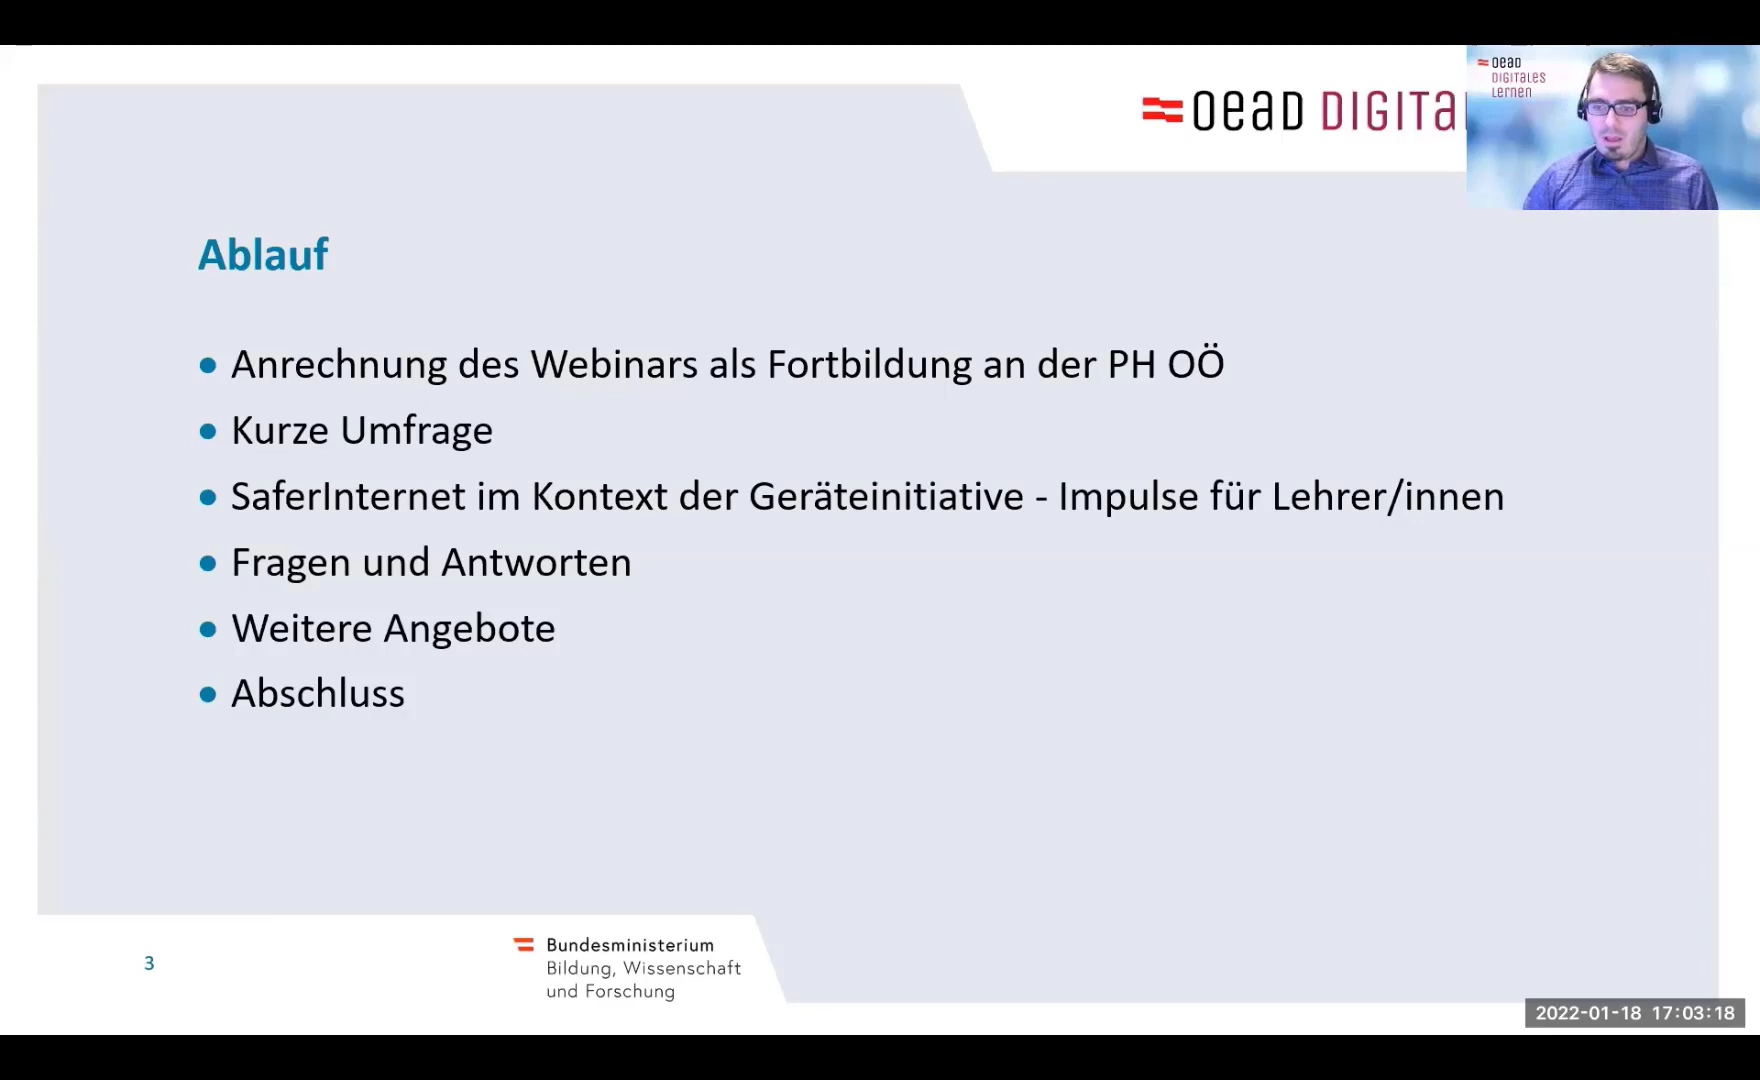 OeAD DIGITA
OeAD
DIGITALES
Lernen
Ablauf
• Anrechnung des Webinars als Fortbildung an der PH OÖ
• Kurze Umfrage
• SaferInternet im Kontext der Geräteinitiative - Impulse für Lehrer/innen
• Fragen und Antworten
• Weitere Angebote
• Abschluss
3
Bundesministerium
Bildung, Wissenschaft
und Forschung
2022-01-18 17:03:18